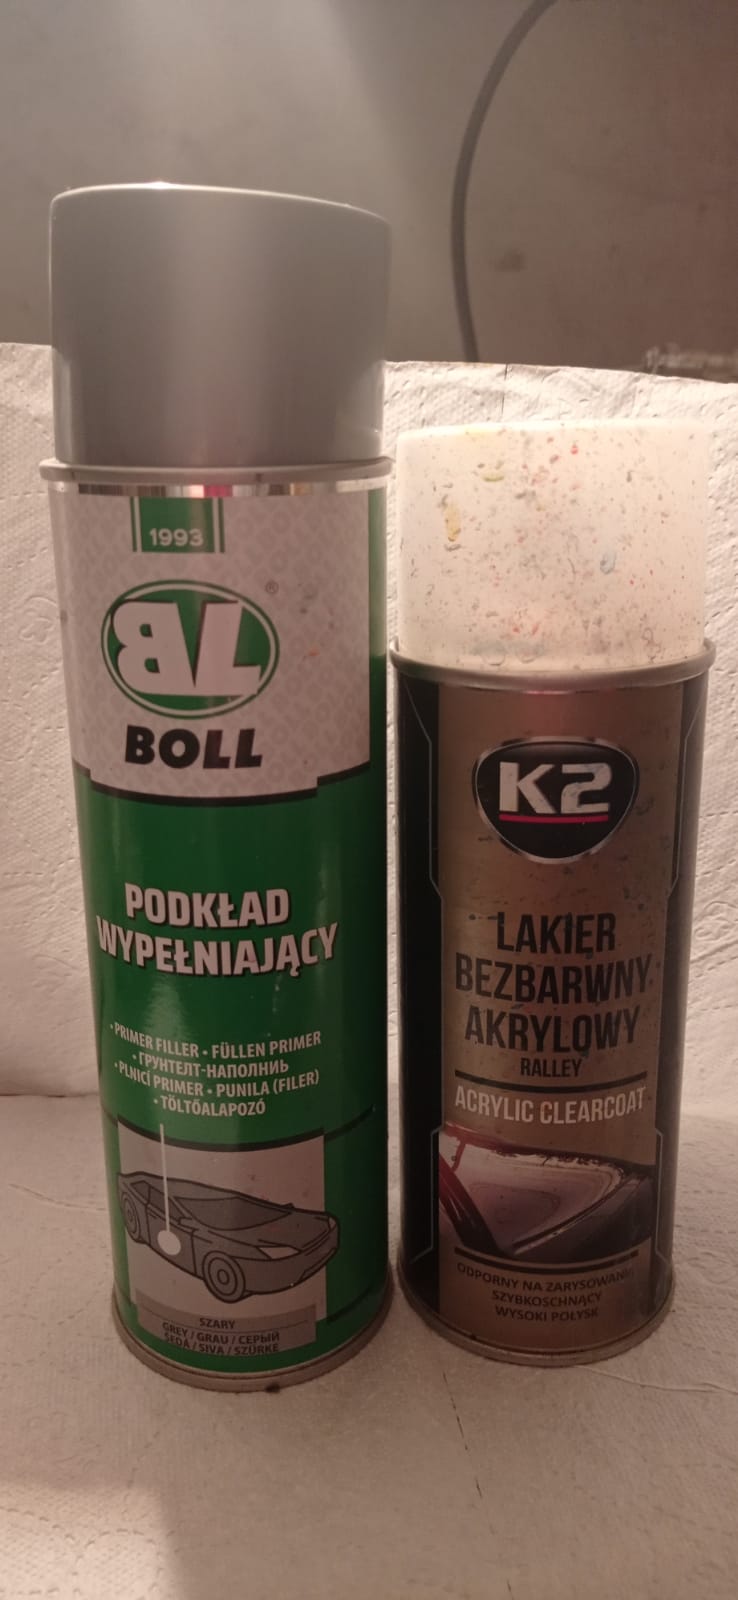 1993
BL
®
BOLL
PODKŁAD
WYPEŁNIAJĄCY
• PRIMER FILLER • FÜLLEN PRIMER
• ГРУНТЕЛТ-НАПОЛНИЬ
• PLNICÍ PRIMER • PUNILA (FILER)
• TÖLTŐALAPOZÓ
SZARY
GREY / GRAU / СЕРЫЙ
ŠEDÁ / SIVA / SZÜRKE
K2
LAKIER
BEZBARWNY
AKRYLOWY
RALLEY
ACRYLIC CLEARCOAT
ODPORNY NA ZARYSOWANIA
SZYBKOSCHNĄCY
WYSOKI POŁYSK